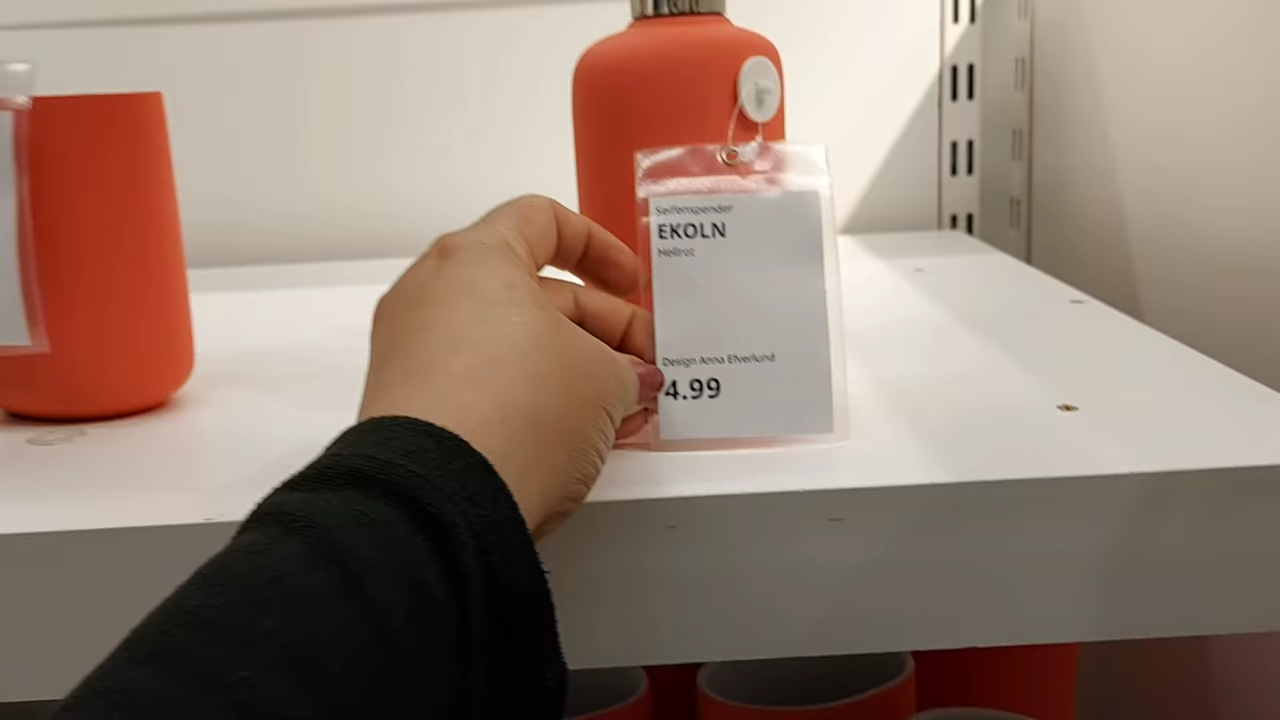 Seifenspender
EKOLN
Hellrot
Design Anna Efverlund
4.99